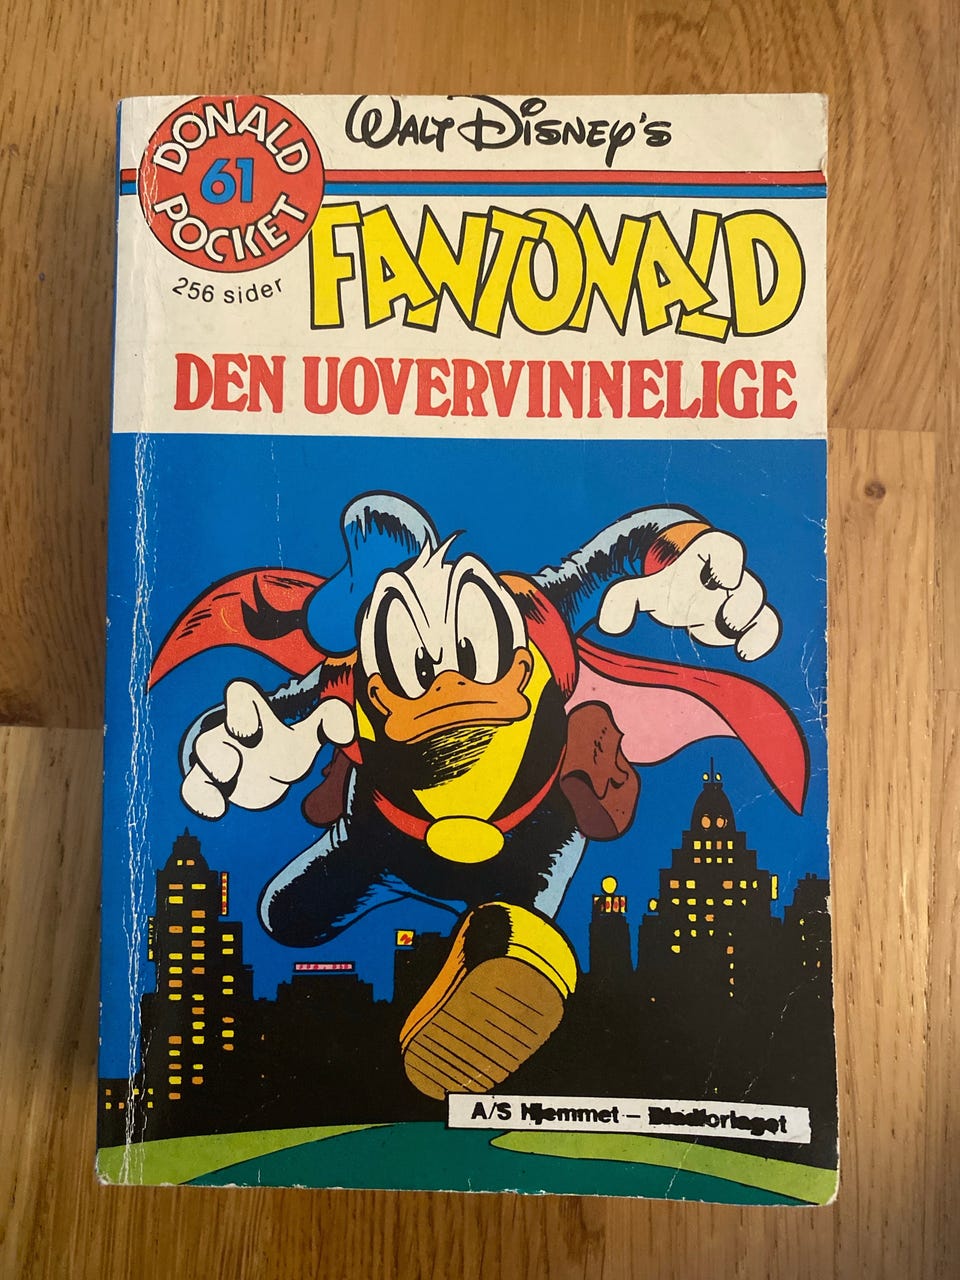 DONALD
61
POCKET
256 sider
WALT DISNEY'S
FANTONALD
DEN UOVERVINNELIGE
A/S Hjemmet – Bladforlaget